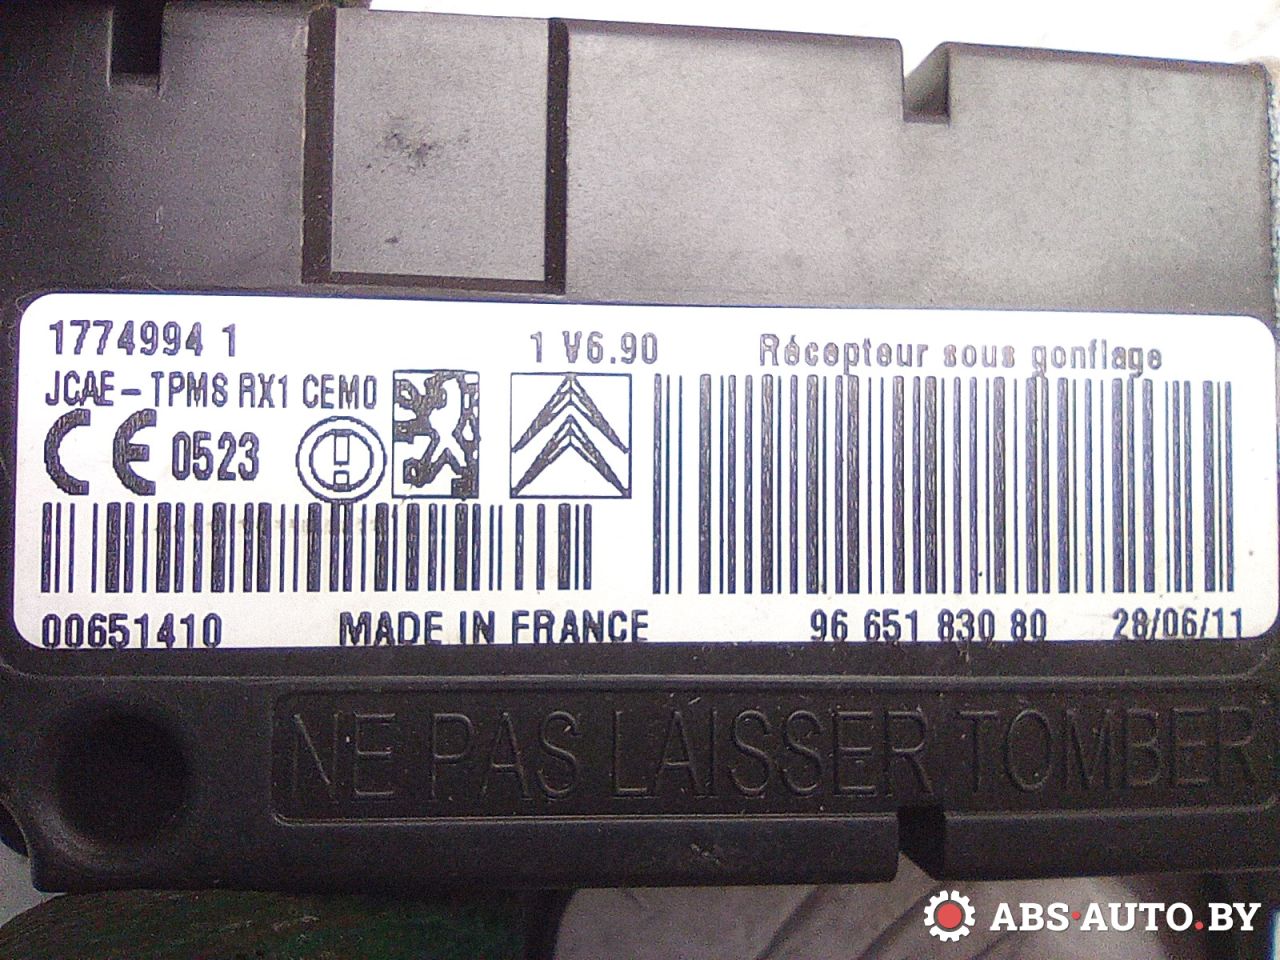 1774994 1 1 V6.90 Récepteur sous gonflage
JCAE-TPMS RX1 CEM0
CE 0523
00651410 MADE IN FRANCE 96 651 830 80 28/06/11
NE PAS LAISSER TOMBER
ABS-AUTO.BY